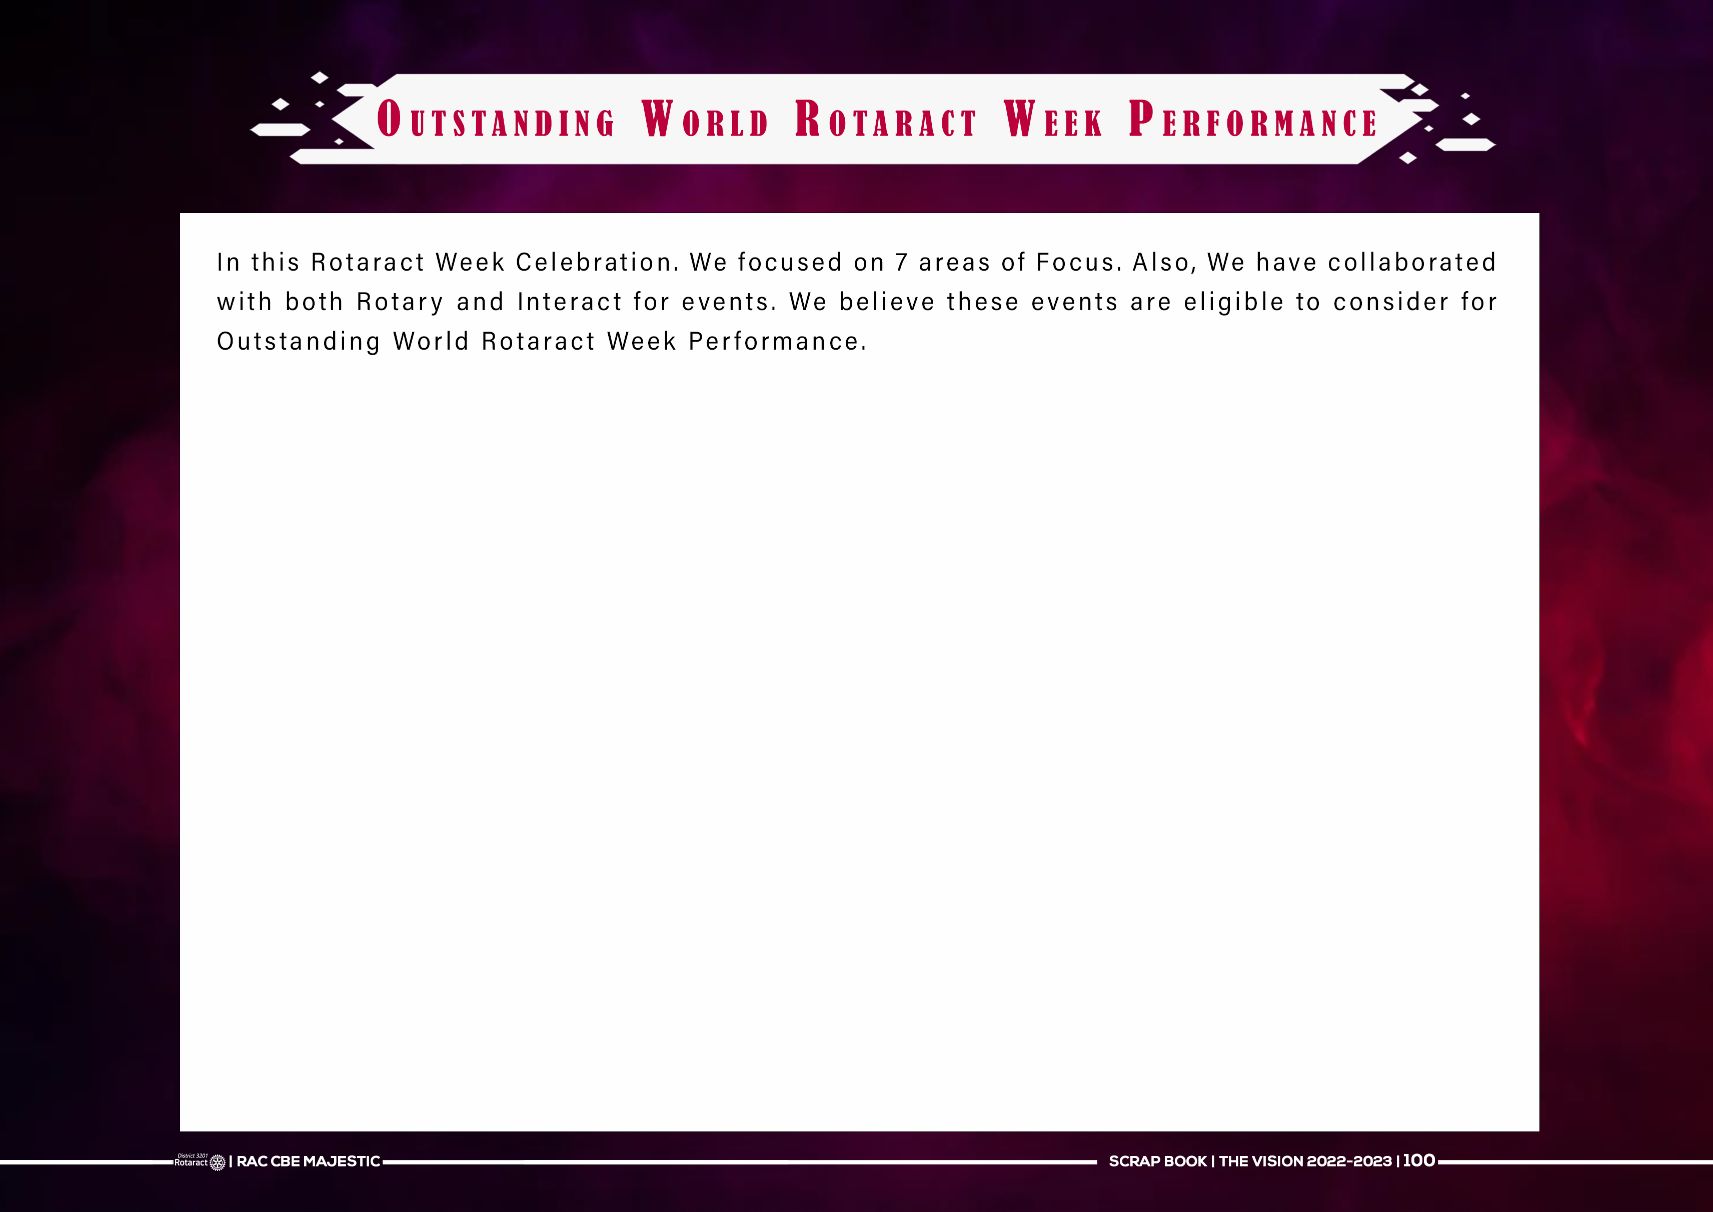 Outstanding World Rotaract Week Performance
In this Rotaract Week Celebration. We focused on 7 areas of Focus. Also, We have collaborated
with both Rotary and Interact for events. We believe these events are eligible to consider for
Outstanding World Rotaract Week Performance.
District 3201
Rotaract | RAC CBE MAJESTIC
SCRAP BOOK | THE VISION 2022-2023 | 100